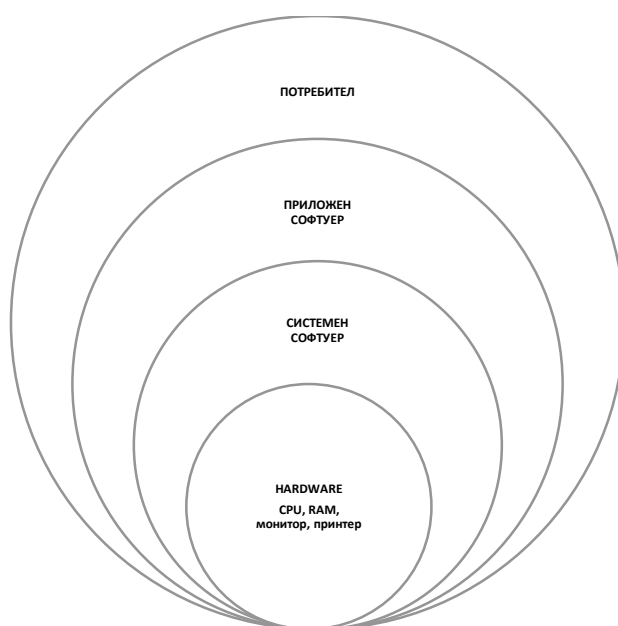 ПОТРЕБИТЕЛ
ПРИЛОЖЕН
СОФТУЕР
СИСТЕМЕН
СОФТУЕР
HARDWARE
CPU, RAM,
монитор, принтер